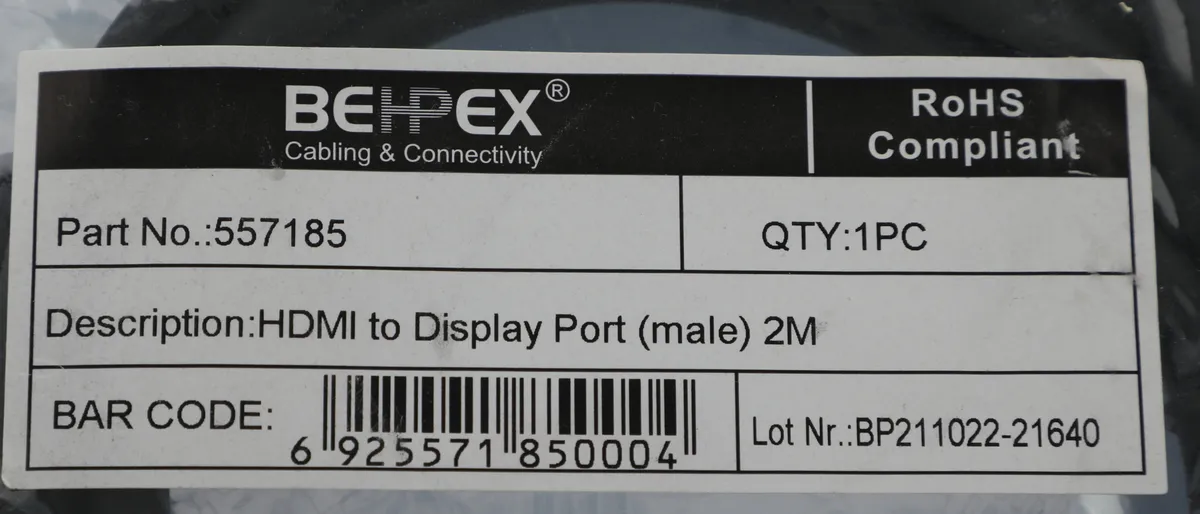 BEHPEX®
Cabling & Connectivity
RoHS
Compliant
Part No.:557185
QTY:1PC
Description:HDMI to Display Port (male) 2M
BAR CODE:
6 925571 850004
Lot Nr.:BP211022-21640